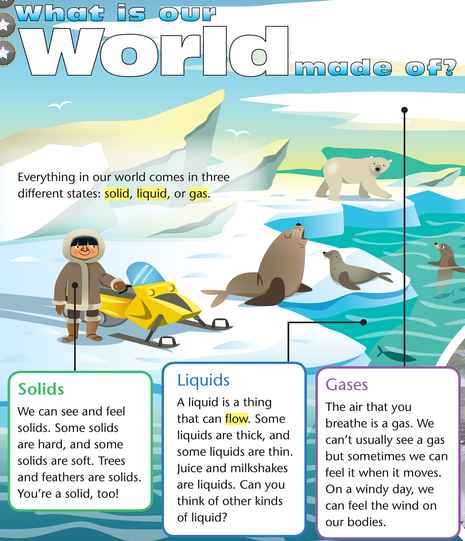 What is our
World made of?
Everything in our world comes in three
different states: solid, liquid, or gas.
Solids
We can see and feel
solids. Some solids
are hard, and some
solids are soft. Trees
and feathers are solids.
You're a solid, too!
Liquids
A liquid is a thing
that can flow. Some
liquids are thick, and
some liquids are thin.
Juice and milkshakes
are liquids. Can you
think of other kinds
of liquid?
Gases
The air that you
breathe is a gas. We
can't usually see a gas
but sometimes we can
feel it when it moves.
On a windy day, we
can feel the wind on
our bodies.